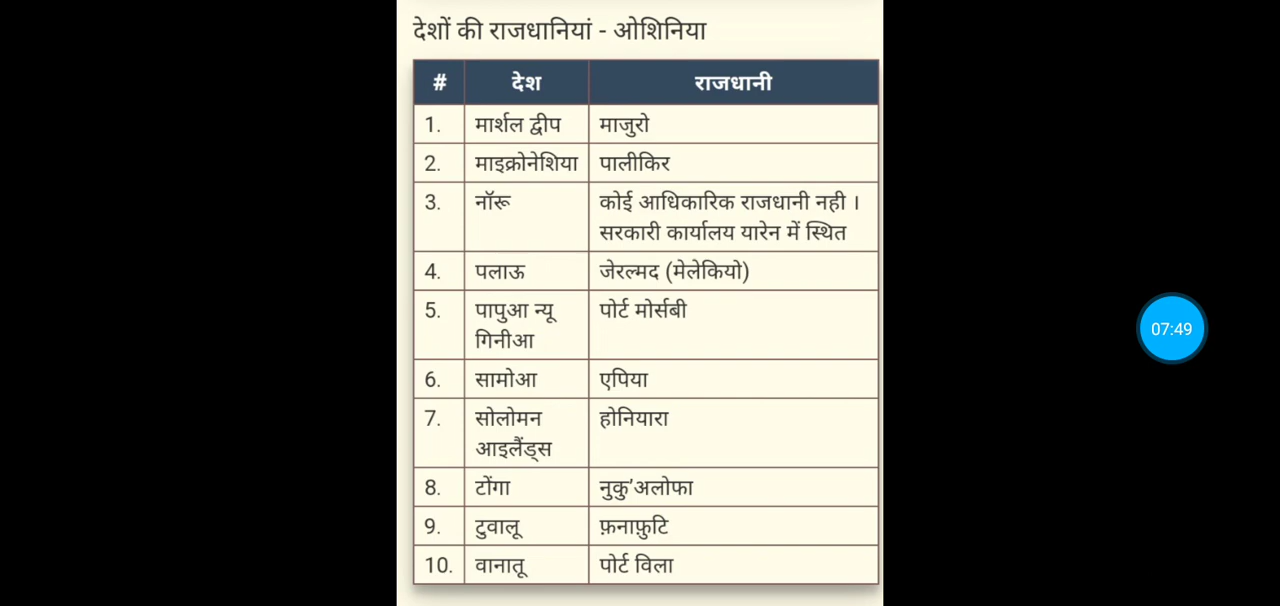 देशों की राजधानियां - ओशिनिया
# देश राजधानी
1. मार्शल द्वीप माजुरो
2. माइक्रोनेशिया पालीकिर
3. नॉरू कोई आधिकारिक राजधानी नही ।
सरकारी कार्यालय यारेन में स्थित
4. पलाऊ जेरल्मद (मेलेकियो)
5. पापुआ न्यू पोर्ट मोर्सबी
गिनीआ
6. सामोआ एपिया
7. सोलोमन होनियारा
आइलैंड्स
8. टोंगा नुकु'अलोफा
9. टुवालू फ़नाफ़ुटि
10. वानातू पोर्ट विला
07:49